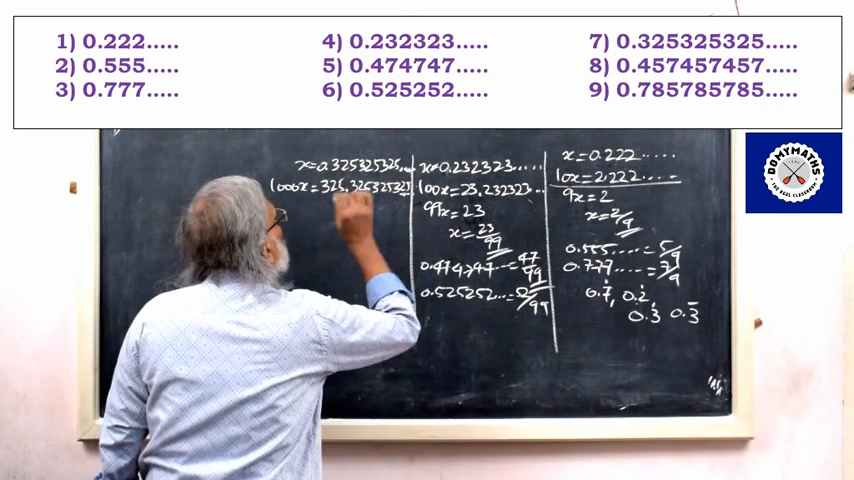 1) 0.222.....
2) 0.555.....
3) 0.777.....
4) 0.232323.....
5) 0.474747.....
6) 0.525252.....
7) 0.325325325.....
8) 0.457457457.....
9) 0.785785785.....
DOMYMATHS
x=0.325325325....
1000x=325.325325325
x=0.232323.....
100x=23.232323...
99x=23
x=23/99
0.474747...=47/99
0.525252...=52/99
x=0.222.....
10x=2.222....
9x=2
x=2/9
0.555.....=5/9
0.777....=7/9
0.7̇, 0.2̇,
0.3̇ 0.3̅